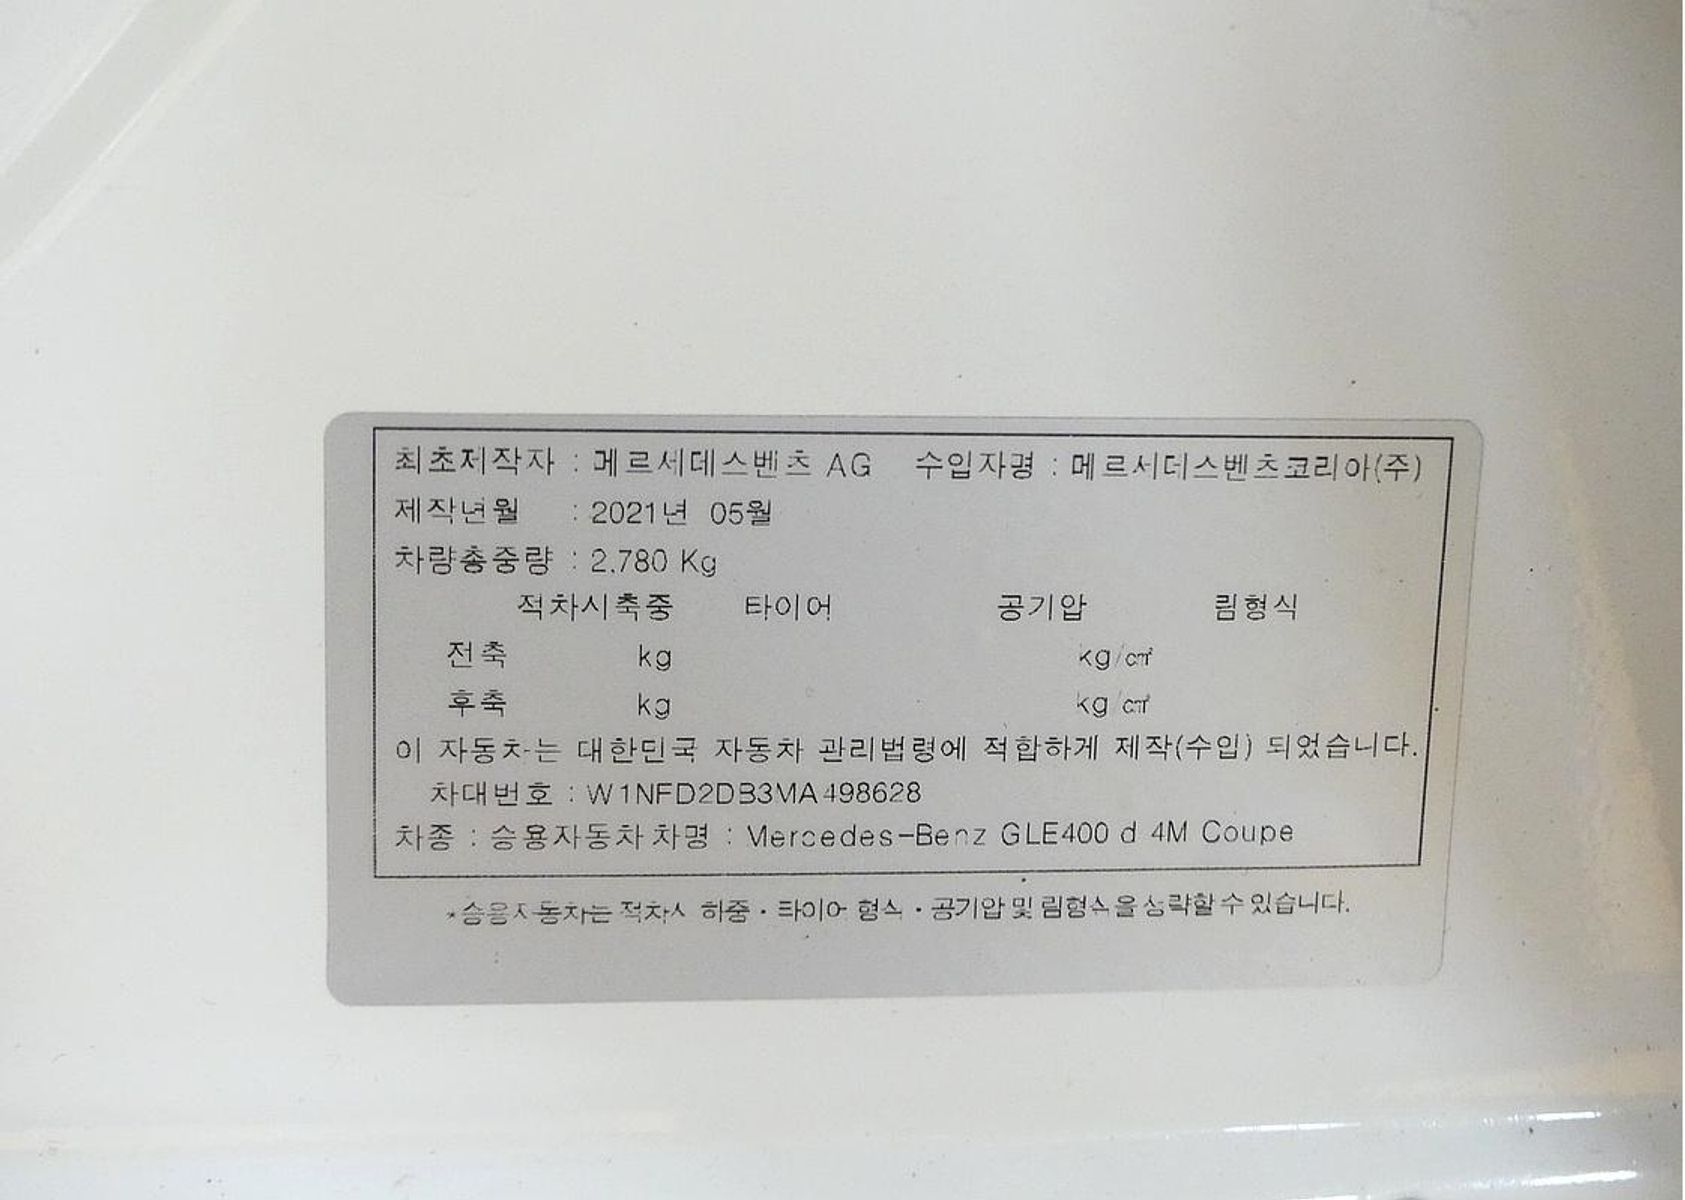 최초제작자 : 메르세데스벤츠 AG 수입자명 : 메르세데스벤츠코리아(주)
제작년월 : 2021년 05월
차량총중량 : 2.780 Kg
적차시축중 타이어 공기압 림형식
전축 kg kg/㎠
후축 kg kg/㎠
이 자동차는 대한민국 자동차 관리법령에 적합하게 제작(수입) 되었습니다.
차대번호 : W1NFD2DB3MA498628
차종 : 승용자동차 차명 : Mercedes-Benz GLE400 d 4M Coupe
*승용자동차는 적차시 하중·타이어 형식·공기압 및 림형식을 생략할 수 있습니다.